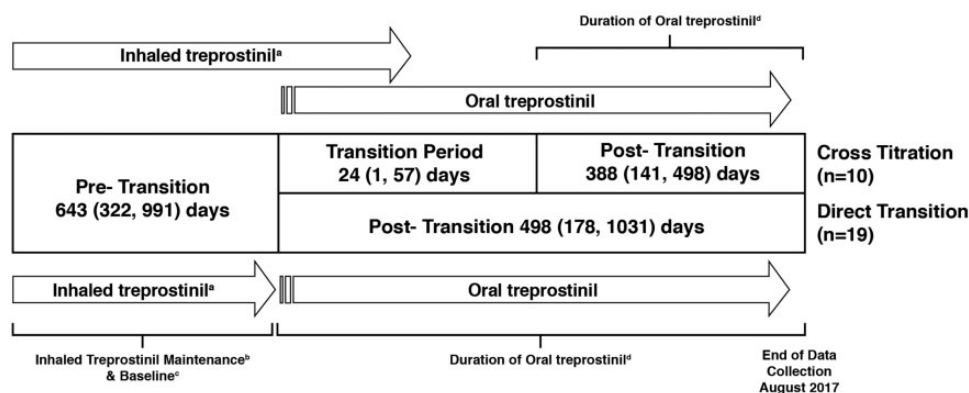 Duration of Oral treprostinilᵈ
Inhaled treprostinilᵃ
Oral treprostinil
Pre- Transition
643 (322, 991) days
Transition Period
24 (1, 57) days
Post- Transition
388 (141, 498) days
Cross Titration
(n=10)
Post- Transition 498 (178, 1031) days
Direct Transition
(n=19)
Inhaled treprostinilᵃ
Oral treprostinil
Inhaled Treprostinil Maintenanceᵇ
& Baselineᶜ
Duration of Oral treprostinilᵈ
End of Data
Collection
August 2017